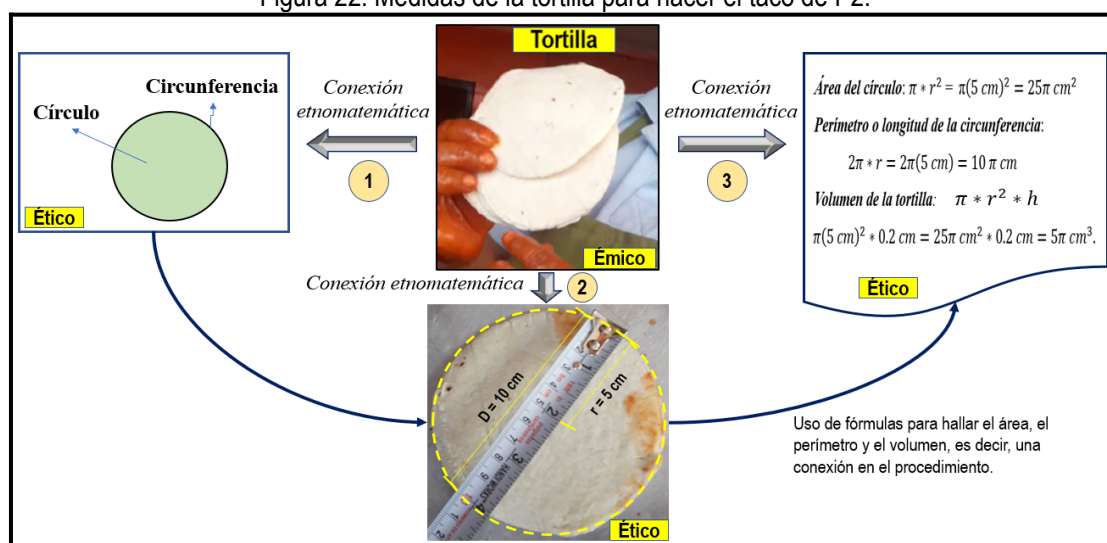 Figura 22. Medidas de la tortilla para hacer el taco de P2.
Tortilla
Conexión
etnomatemática
1
Círculo
Circunferencia
Ético
Émico
Conexión
etnomatemática
3
Área del círculo: π * r² = π(5 cm)² = 25π cm²
Perímetro o longitud de la circunferencia:
2π * r = 2π(5 cm) = 10 π cm
Volumen de la tortilla: π * r² * h
π(5 cm)² * 0.2 cm = 25π cm² * 0.2 cm = 5π cm³.
Ético
Conexión etnomatemática
2
D = 10 cm
r = 5 cm
Ético
Uso de fórmulas para hallar el área, el
perímetro y el volumen, es decir, una
conexión en el procedimiento.